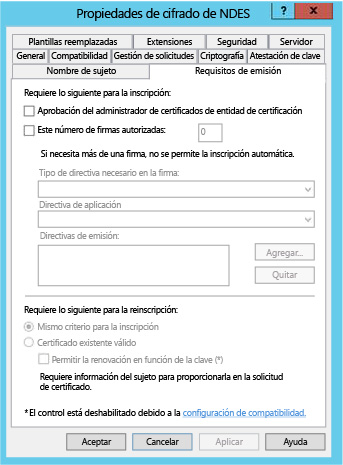 Propiedades de cifrado de NDES
?
x
Plantillas reemplazadas
Extensiones
Seguridad
Servidor
General
Compatibilidad
Gestión de solicitudes
Criptografía
Atestación de clave
Nombre de sujeto
Requisitos de emisión
Requiere lo siguiente para la inscripción:
Aprobación del administrador de certificados de entidad de certificación
Este número de firmas autorizadas:
0
Si necesita más de una firma, no se permite la inscripción automática.
Tipo de directiva necesario en la firma:
Directiva de aplicación
Directivas de emisión:
Agregar...
Quitar
Requiere lo siguiente para la reinscripción:
Mismo criterio para la inscripción
Certificado existente válido
Permitir la renovación en función de la clave (*)
Requiere información del sujeto para proporcionarla en la solicitud
de certificado.
*El control está deshabilitado debido a la configuración de compatibilidad.
Aceptar
Cancelar
Aplicar
Ayuda